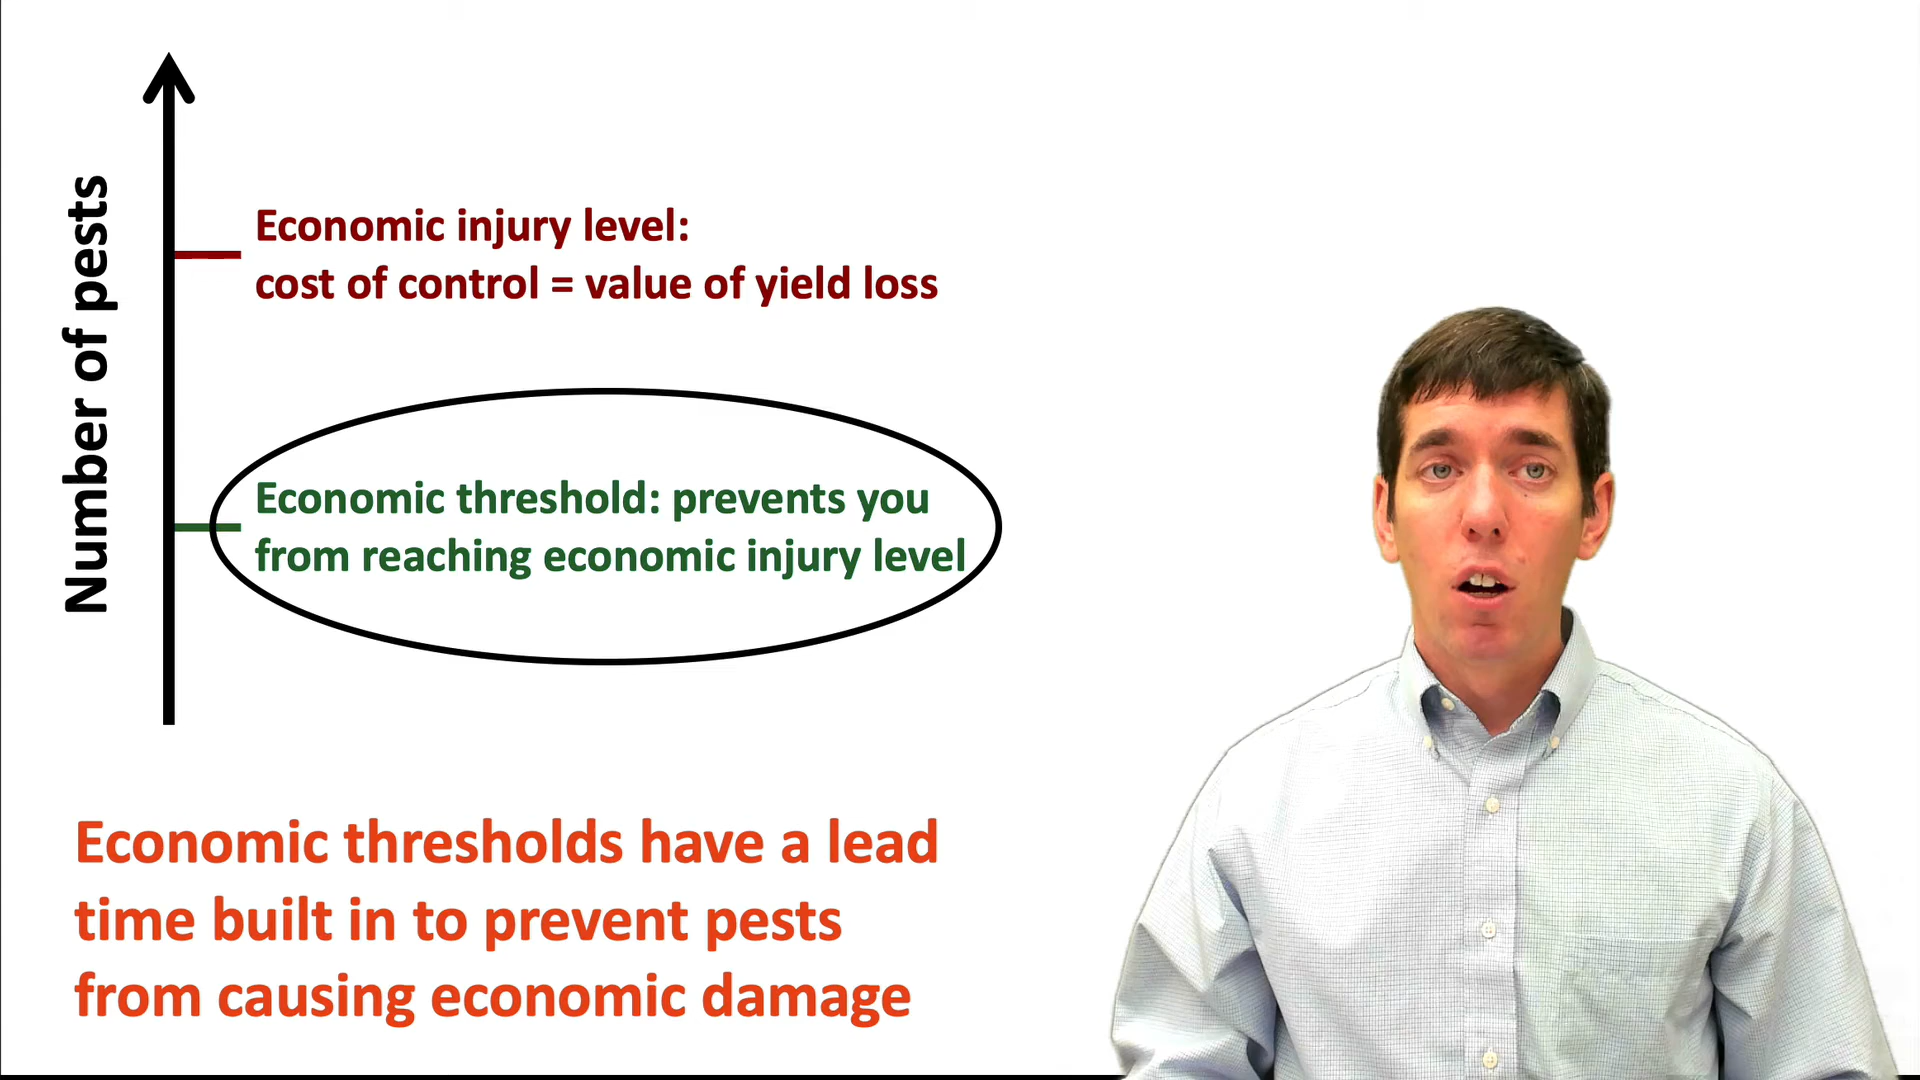 Number of pests
Economic injury level:
cost of control = value of yield loss
Economic threshold: prevents you
from reaching economic injury level
Economic thresholds have a lead
time built in to prevent pests
from causing economic damage